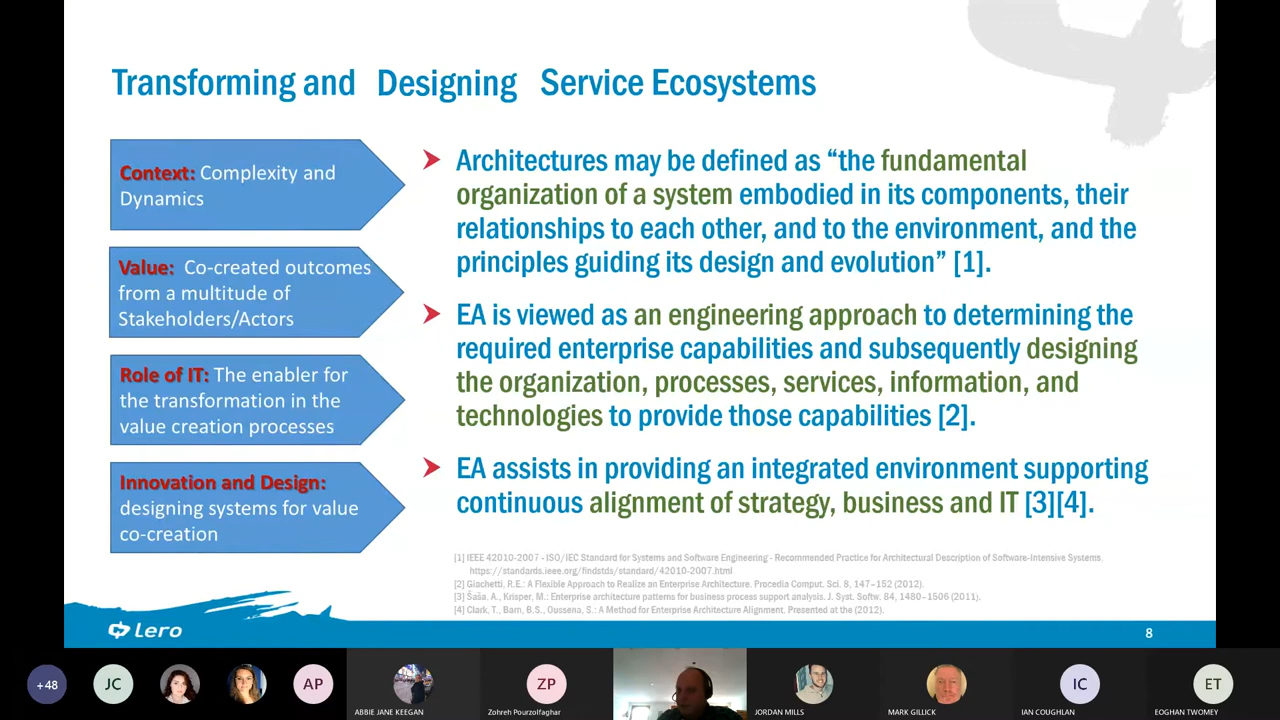 Transforming and Designing Service Ecosystems
Context: Complexity and
Dynamics
Value: Co-created outcomes
from a multitude of
Stakeholders/Actors
Role of IT: The enabler for
the transformation in the
value creation processes
Innovation and Design:
designing systems for value
co-creation
➤ Architectures may be defined as “the fundamental
organization of a system embodied in its components, their
relationships to each other, and to the environment, and the
principles guiding its design and evolution” [1].
➤ EA is viewed as an engineering approach to determining the
required enterprise capabilities and subsequently designing
the organization, processes, services, information, and
technologies to provide those capabilities [2].
➤ EA assists in providing an integrated environment supporting
continuous alignment of strategy, business and IT [3][4].
[1] IEEE 42010-2007 - ISO/IEC Standard for Systems and Software Engineering - Recommended Practice for Architectural Description of Software-Intensive Systems.
https://standards.ieee.org/findstds/standard/42010-2007.html
[2] Giachetti, R.E.: A Flexible Approach to Realize an Enterprise Architecture. Procedia Comput. Sci. 8, 147–152 (2012).
[3] Šaša, A., Krisper, M.: Enterprise architecture patterns for business process support analysis. J. Syst. Softw. 84, 1480–1506 (2011).
[4] Clark, T., Barn, B.S., Oussena, S.: A Method for Enterprise Architecture Alignment. Presented at the (2012).
Lero
8
+48
JC
AP
ABBIE JANE KEEGAN
ZP
Zohreh Pourzolfaghar
JORDAN MILLS
MARK GILLICK
IC
IAN COUGHLAN
ET
EOGHAN TWOMEY